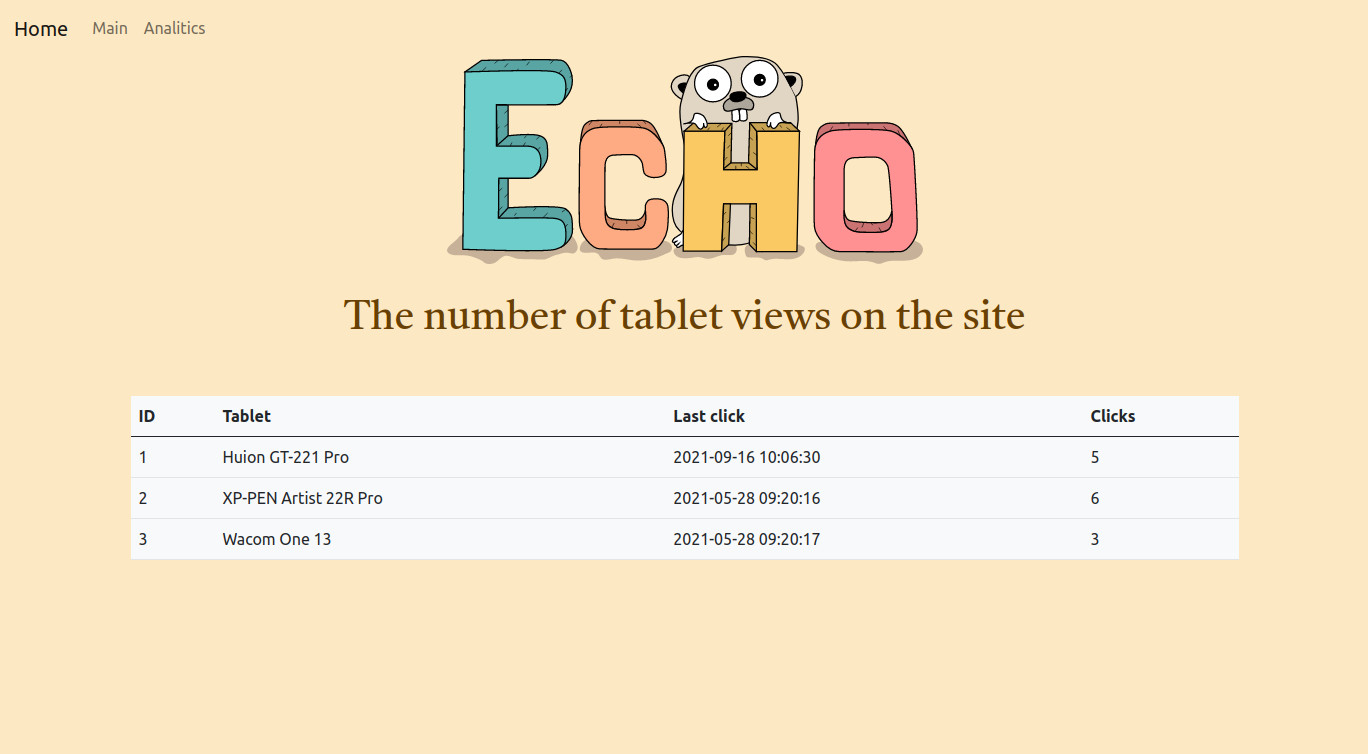 Home Main Analitics
ECHO
The number of tablet views on the site
ID Tablet Last click Clicks
1 Huion GT-221 Pro 2021-09-16 10:06:30 5
2 XP-PEN Artist 22R Pro 2021-05-28 09:20:16 6
3 Wacom One 13 2021-05-28 09:20:17 3